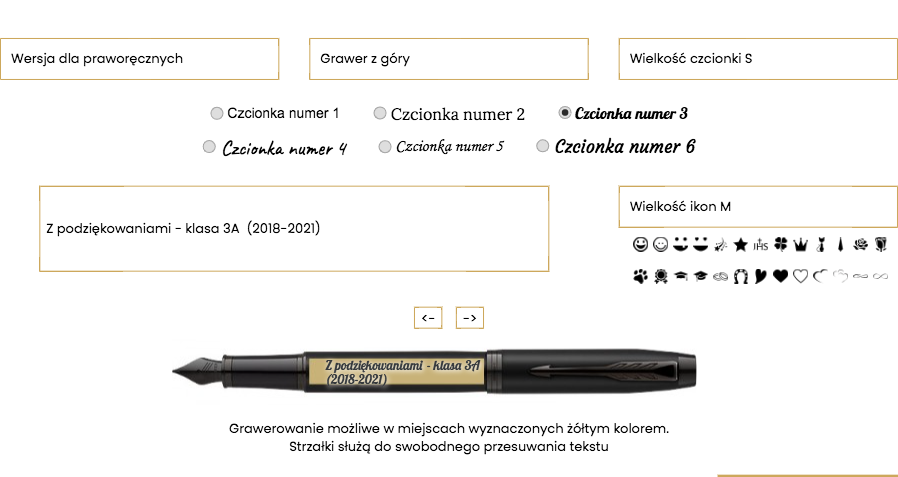 Wersja dla praworęcznych
Grawer z góry
Wielkość czcionki S
Czcionka numer 1
Czcionka numer 2
Czcionka numer 3
Czcionka numer 4
Czcionka numer 5
Czcionka numer 6
Z podziękowaniami - klasa 3A (2018-2021)
Wielkość ikon M
IHS
<- ->
Z podziękowaniami - klasa 3A
(2018-2021)
Grawerowanie możliwe w miejscach wyznaczonych żółtym kolorem.
Strzałki służą do swobodnego przesuwania tekstu